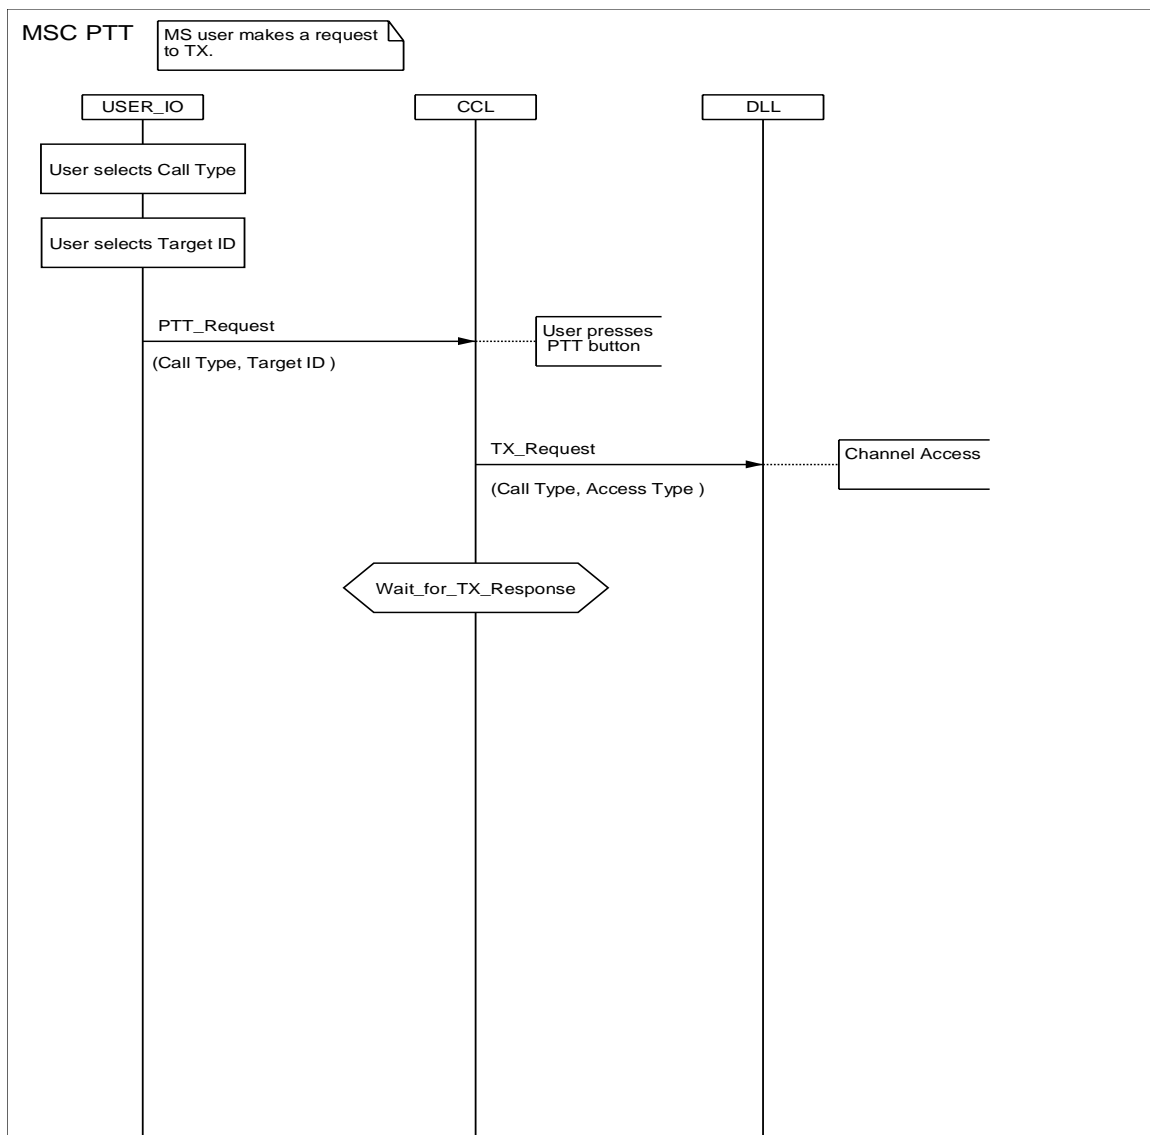 MSC PTT
MS user makes a request
to TX.
USER_IO
CCL
DLL
User selects Call Type
User selects Target ID
PTT_Request
(Call Type, Target ID )
User presses
PTT button
TX_Request
(Call Type, Access Type )
Channel Access
Wait_for_TX_Response